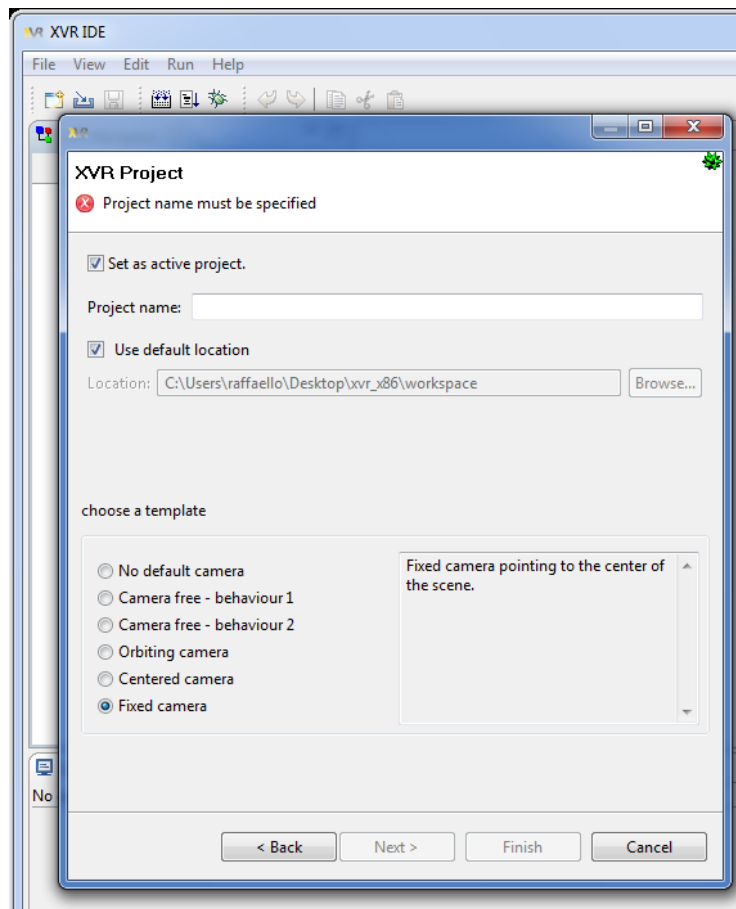 XVR IDE
File View Edit Run Help
XVR Project
Project name must be specified
Set as active project.
Project name:
Use default location
Location: C:\Users\raffaello\Desktop\xvr_x86\workspace Browse...
choose a template
No default camera
Camera free - behaviour 1
Camera free - behaviour 2
Orbiting camera
Centered camera
Fixed camera
Fixed camera pointing to the center of
the scene.
No
< Back Next > Finish Cancel